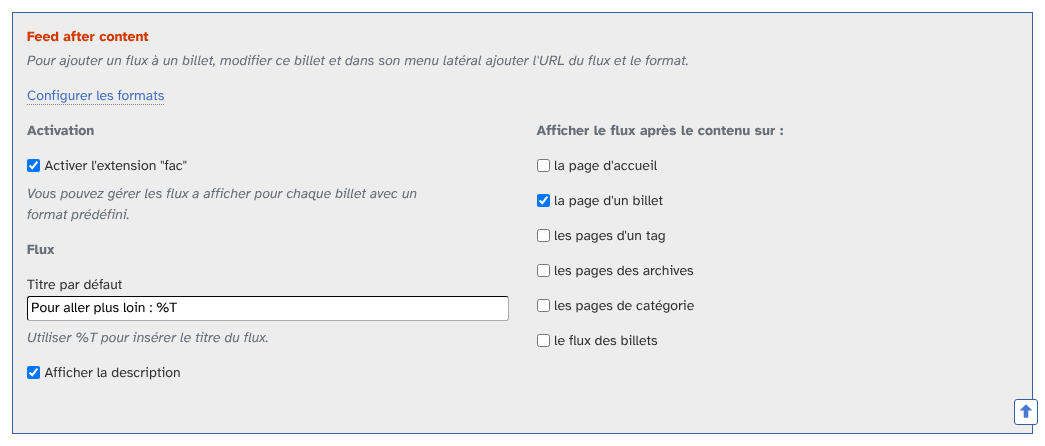 Feed after content
Pour ajouter un flux à un billet, modifier ce billet et dans son menu latéral ajouter l'URL du flux et le format.
Configurer les formats
Activation
Activer l'extension "fac"
Vous pouvez gérer les flux a afficher pour chaque billet avec un
format prédéfini.
Flux
Titre par défaut
Pour aller plus loin : %T
Utiliser %T pour insérer le titre du flux.
Afficher la description
Afficher le flux après le contenu sur :
la page d'accueil
la page d'un billet
les pages d'un tag
les pages des archives
les pages de catégorie
le flux des billets